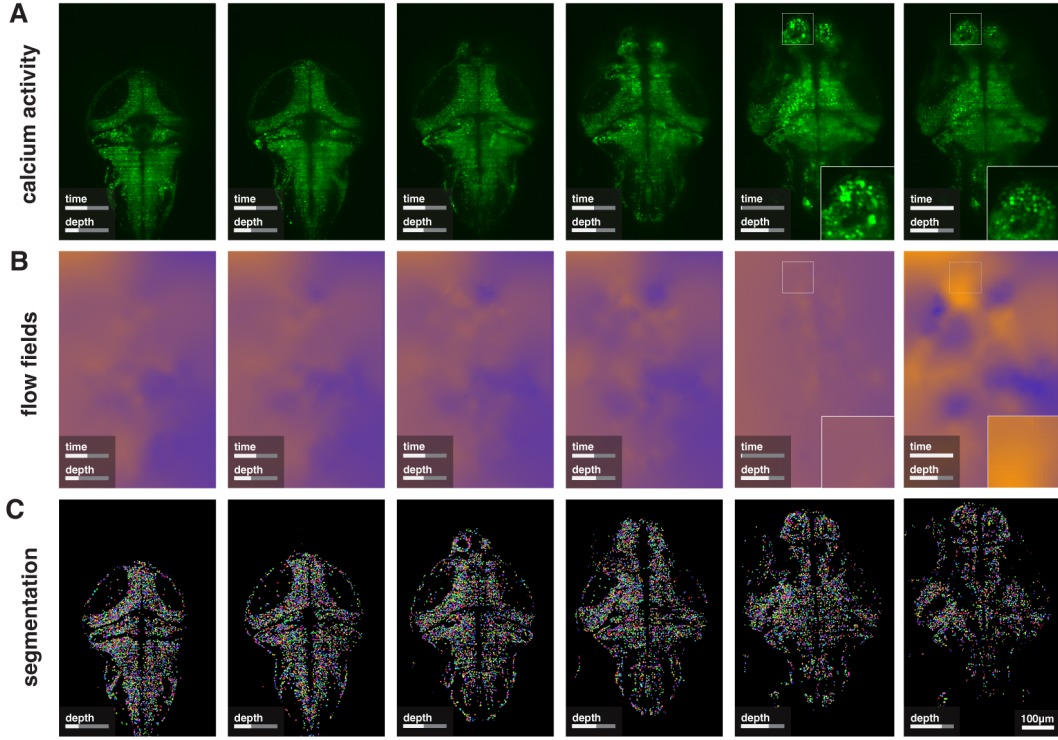 A
calcium activity
time
depth
time
depth
time
depth
time
depth
time
depth
time
depth
B
flow fields
time
depth
time
depth
time
depth
time
depth
time
depth
time
depth
C
segmentation
depth
depth
depth
depth
depth
depth
100μm